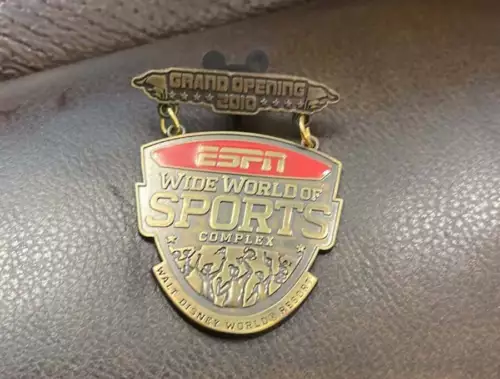 GRAND OPENING
2010
ESPN
WIDE WORLD OF
SPORTS
COMPLEX
WALT DISNEY WORLD RESORT